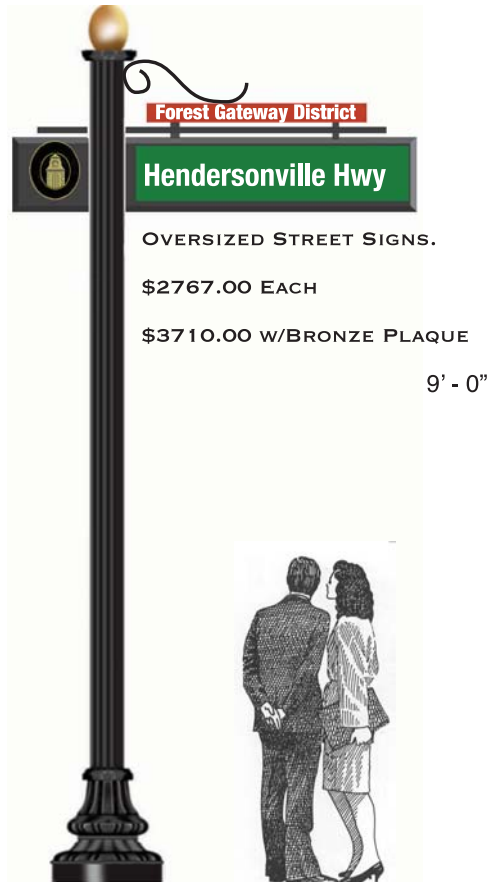 Forest Gateway District
Hendersonville Hwy
OVERSIZED STREET SIGNS.
$2767.00 EACH
$3710.00 W/BRONZE PLAQUE
9’ - 0”